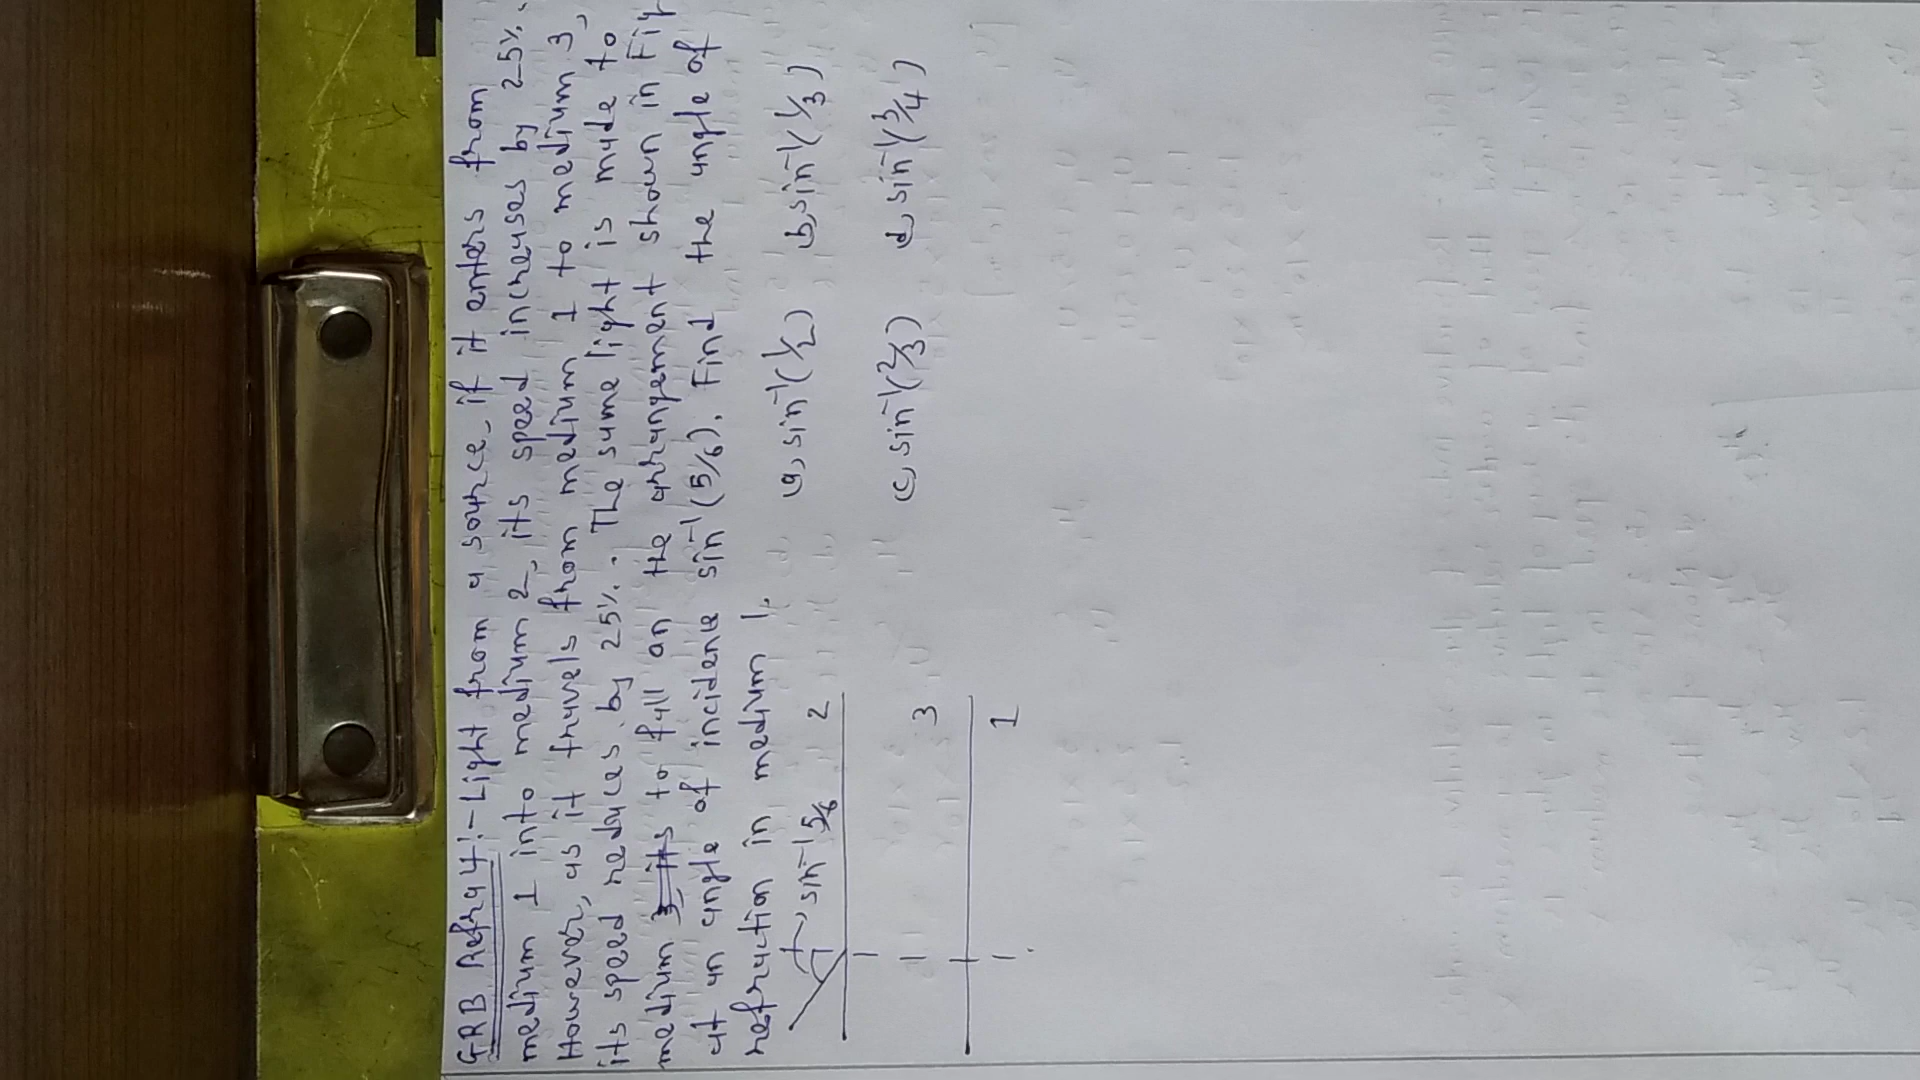 GRB Refra 4:- Light from a source, if it enters from
medium 1 into medium 2, its speed increases by 25%.
However, as it travels from medium 1 to medium 3,
its speed reduces by 25%. The same light is made to
medium 3 its to fall on the arrangement shown in Fig
at an angle of incidence sin⁻¹(5/6). Find the angle of
refraction in medium 1.
a) sin⁻¹(1/2) b) sin⁻¹(1/3)
c) sin⁻¹(2/3) d) sin⁻¹(3/4)
sin⁻¹ 5/6 2
3
1